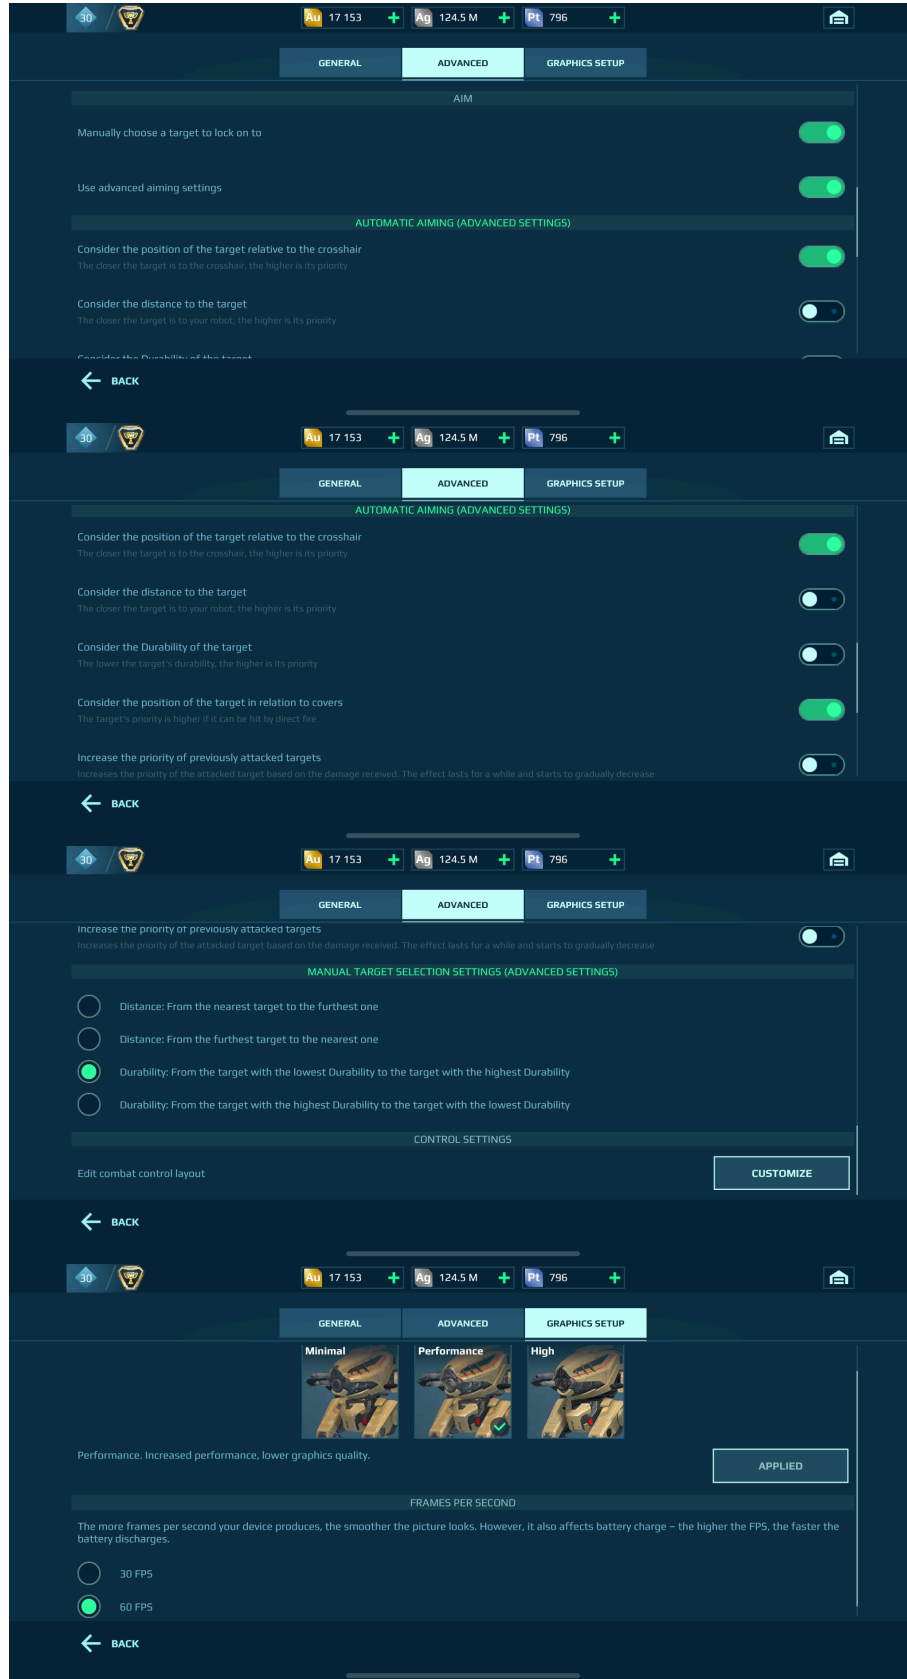 30
Au 17 153
Ag 124.5 M
Pt 796
GENERAL
ADVANCED
GRAPHICS SETUP
AIM
Manually choose a target to lock on to
Use advanced aiming settings
AUTOMATIC AIMING (ADVANCED SETTINGS)
Consider the position of the target relative to the crosshair
The closer the target is to the crosshair, the higher is its priority
Consider the distance to the target
The closer the target is to your robot, the higher is its priority
Consider the Durability of the target
BACK
30
Au 17 153
Ag 124.5 M
Pt 796
GENERAL
ADVANCED
GRAPHICS SETUP
AUTOMATIC AIMING (ADVANCED SETTINGS)
Consider the position of the target relative to the crosshair
The closer the target is to the crosshair, the higher is its priority
Consider the distance to the target
The closer the target is to your robot, the higher is its priority
Consider the Durability of the target
The lower the target's durability, the higher is its priority
Consider the position of the target in relation to covers
The target's priority is higher if it can be hit by direct fire
Increase the priority of previously attacked targets
Increases the priority of the attacked target based on the damage received. The effect lasts for a while and starts to gradually decrease
BACK
30
Au 17 153
Ag 124.5 M
Pt 796
GENERAL
ADVANCED
GRAPHICS SETUP
Increase the priority of previously attacked targets
Increases the priority of the attacked target based on the damage received. The effect lasts for a while and starts to gradually decrease
MANUAL TARGET SELECTION SETTINGS (ADVANCED SETTINGS)
Distance: From the nearest target to the furthest one
Distance: From the furthest target to the nearest one
Durability: From the target with the lowest Durability to the target with the highest Durability
Durability: From the target with the highest Durability to the target with the lowest Durability
CONTROL SETTINGS
Edit combat control layout
CUSTOMIZE
BACK
30
Au 17 153
Ag 124.5 M
Pt 796
GENERAL
ADVANCED
GRAPHICS SETUP
Minimal
Performance
High
Performance. Increased performance, lower graphics quality.
APPLIED
FRAMES PER SECOND
The more frames per second your device produces, the smoother the picture looks. However, it also affects battery charge – the higher the FPS, the faster the
battery discharges.
30 FPS
60 FPS
BACK